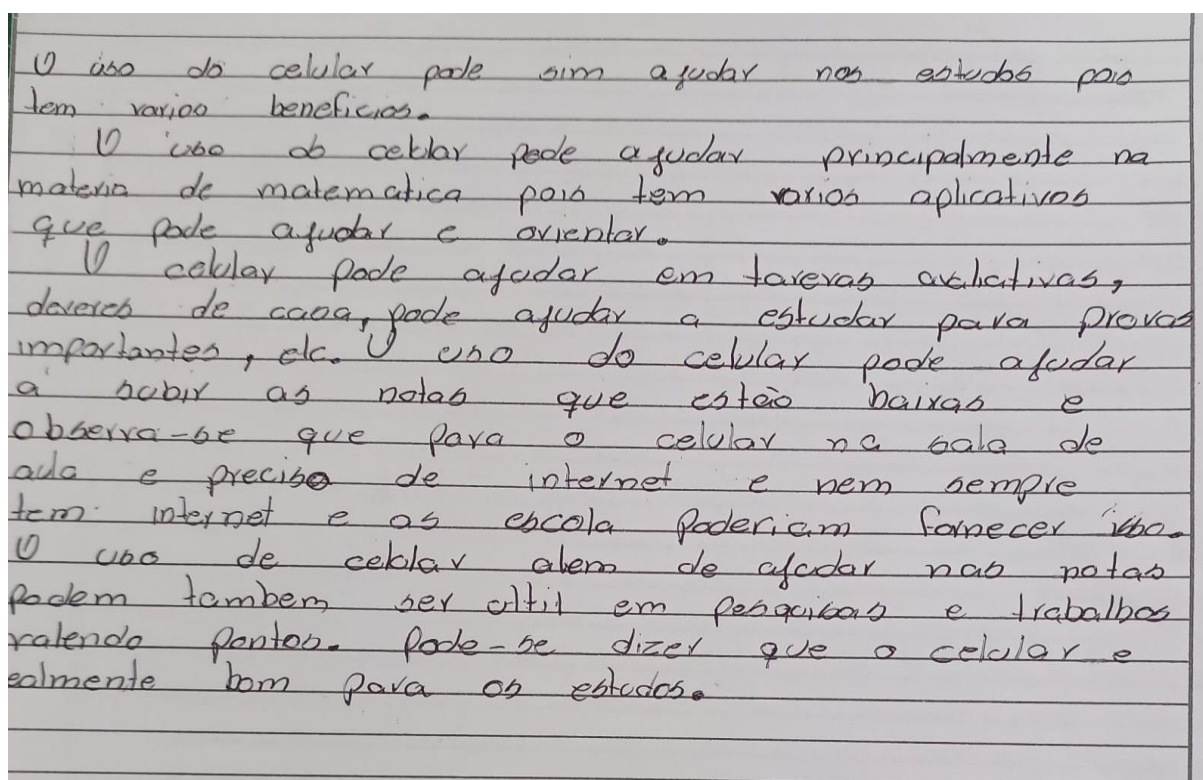 O uso do celular pode sim ajudar nos estudos pois
tem varios beneficios.
O uso do celular pode ajudar principalmente na
materia de matematica pois tem varios aplicativos
que pode ajudar e orientar.
O celular pode ajudar em tarevas avaliativas,
deveres de casa, pode ajudar a estudar para provas
importantes, etc. O uso do celular pode ajudar
a subir as notas que estão baixas e
observa-se que para o celular na sala de
aula e preciso de internet e nem sempre
tem internet e as escola poderiam fornecer isso.
O uso de celular alem de ajudar nas notas
podem tambem ser ultil em pesquisas e trabalhos
valendo pontos. Pode-se dizer que o celular e
ealmente bom para os estudos.